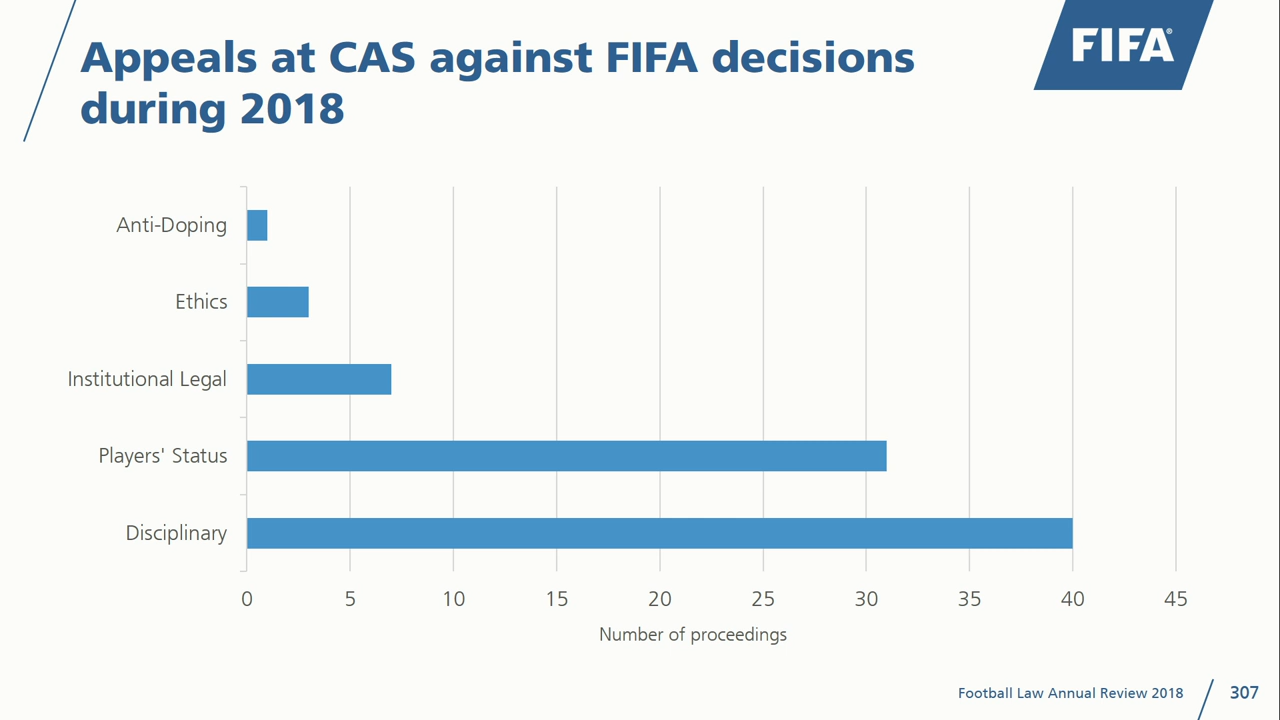 Appeals at CAS against FIFA decisions
during 2018
FIFA®
Anti-Doping
Ethics
Institutional Legal
Players' Status
Disciplinary
0 5 10 15 20 25 30 35 40 45
Number of proceedings
Football Law Annual Review 2018 307